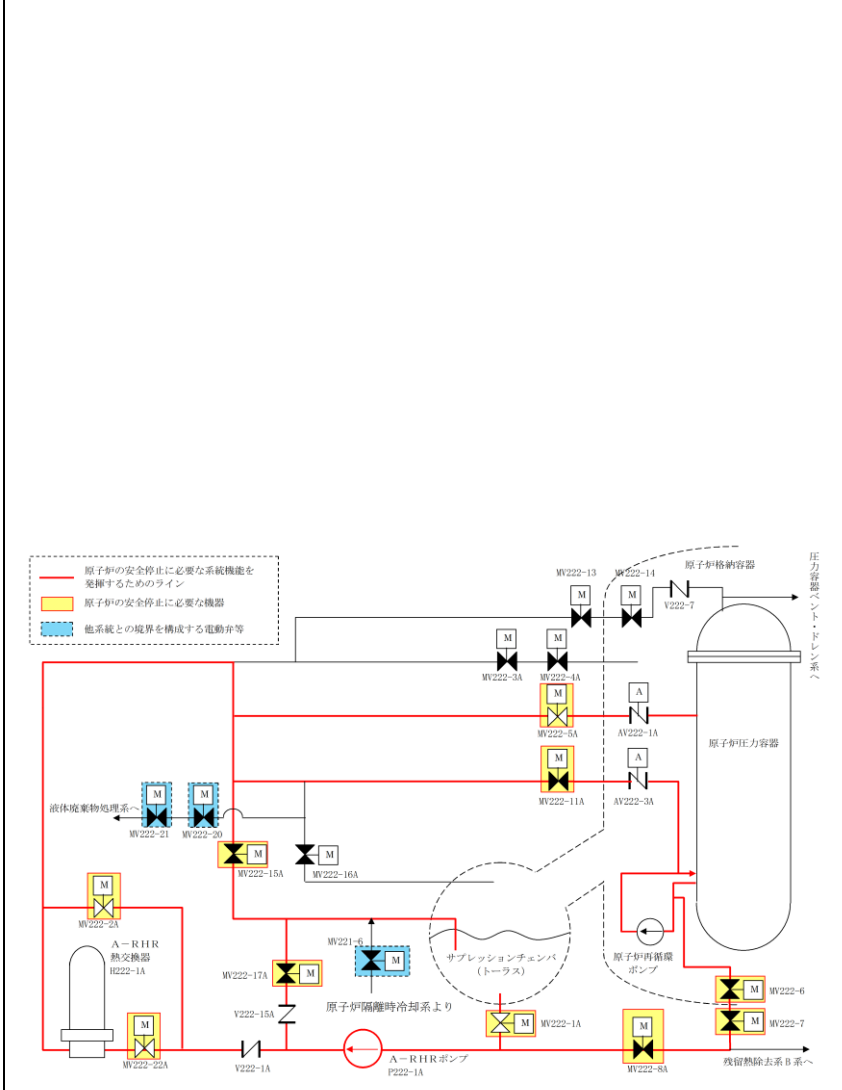 原子炉の安全停止に必要な系統機能を
発揮するためのライン
原子炉の安全停止に必要な機器
他系統との境界を構成する電動弁等
MV222-13
MV222-14
原子炉格納容器
圧力容器ベント・ドレン系へ
M
M
V222-7
M
M
MV222-3A
MV222-4A
M
A
MV222-5A
AV222-1A
原子炉圧力容器
M
A
MV222-11A
AV222-3A
液体廃棄物処理系へ
M
M
MV222-21
MV222-20
M
MV222-15A
M
MV222-16A
M
MV222-2A
A-RHR
熱交換器
H222-1A
MV221-6
M
サプレッションチェンバ
(トーラス)
原子炉再循環
ポンプ
MV222-17A
M
原子炉隔離時冷却系より
M
MV222-6
V222-15A
M
MV222-7
M
MV222-1A
M
MV222-22A
V222-1A
A-RHRポンプ
P222-1A
M
MV222-8A
残留熱除去系B系へ